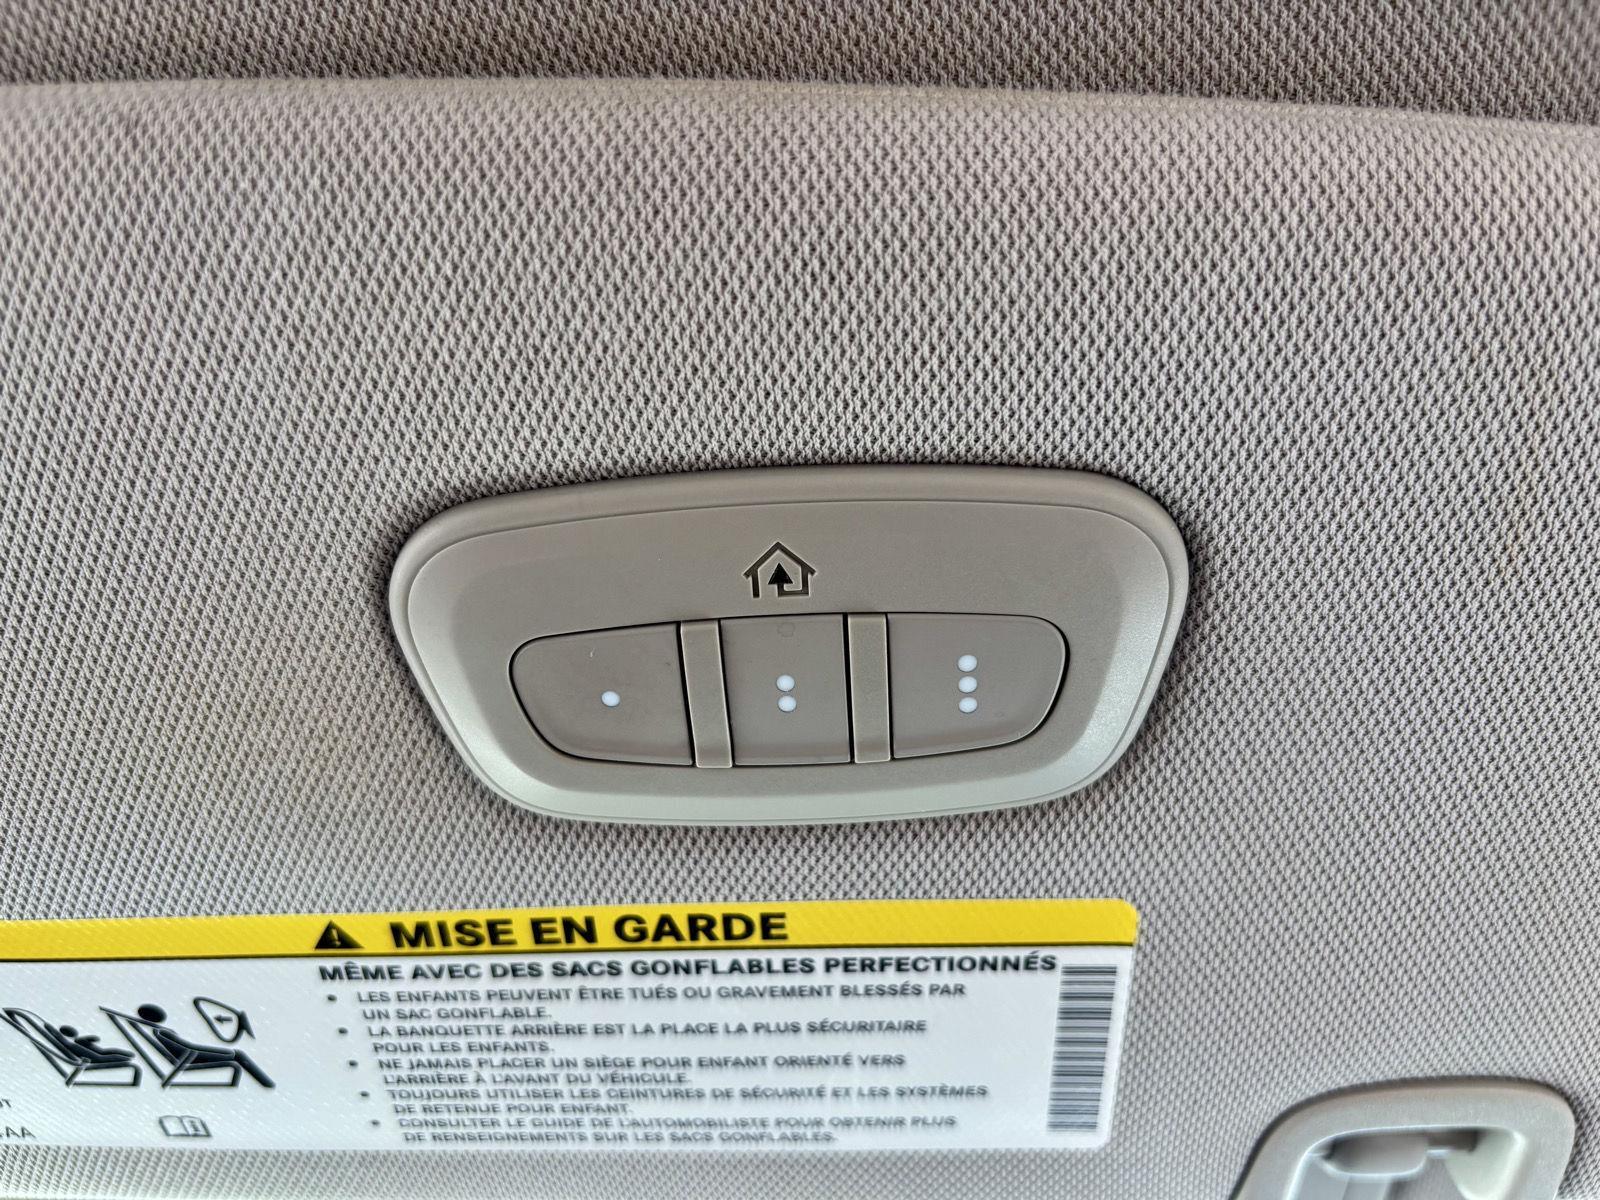 MISE EN GARDE
MÊME AVEC DES SACS GONFLABLES PERFECTIONNÉS
• LES ENFANTS PEUVENT ÊTRE TUÉS OU GRAVEMENT BLESSÉS PAR
UN SAC GONFLABLE.
• LA BANQUETTE ARRIÈRE EST LA PLACE LA PLUS SÉCURITAIRE
POUR LES ENFANTS.
• NE JAMAIS PLACER UN SIÈGE POUR ENFANT ORIENTÉ VERS
L'ARRIÈRE À L'AVANT DU VÉHICULE.
• TOUJOURS UTILISER LES CEINTURES DE SÉCURITÉ ET LES SYSTÈMES
DE RETENUE POUR ENFANT.
• CONSULTER LE GUIDE DE L'AUTOMOBILISTE POUR OBTENIR PLUS
DE RENSEIGNEMENTS SUR LES SACS GONFLABLES.